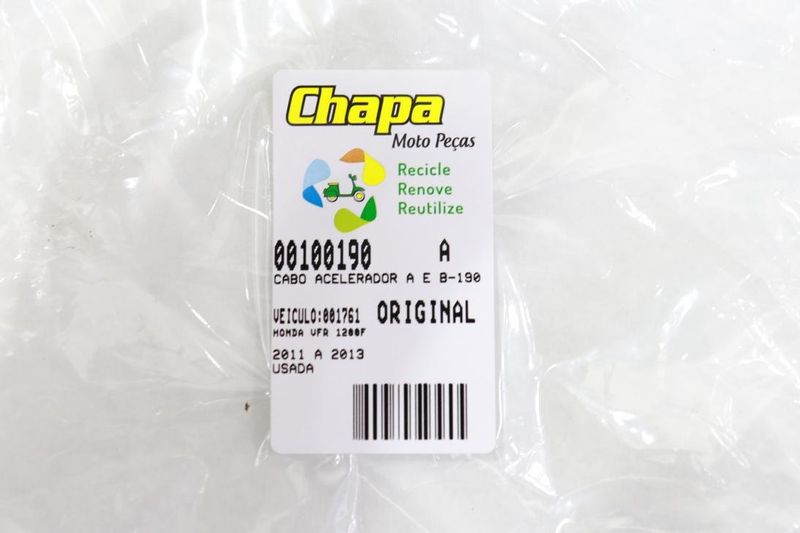 Chapa
Moto Peças
Recicle
Renove
Reutilize
00100190 A
CABO ACELERADOR A E B-190
VEICULO:001761 ORIGINAL
HONDA VFR 1200F
2011 A 2013
USADA